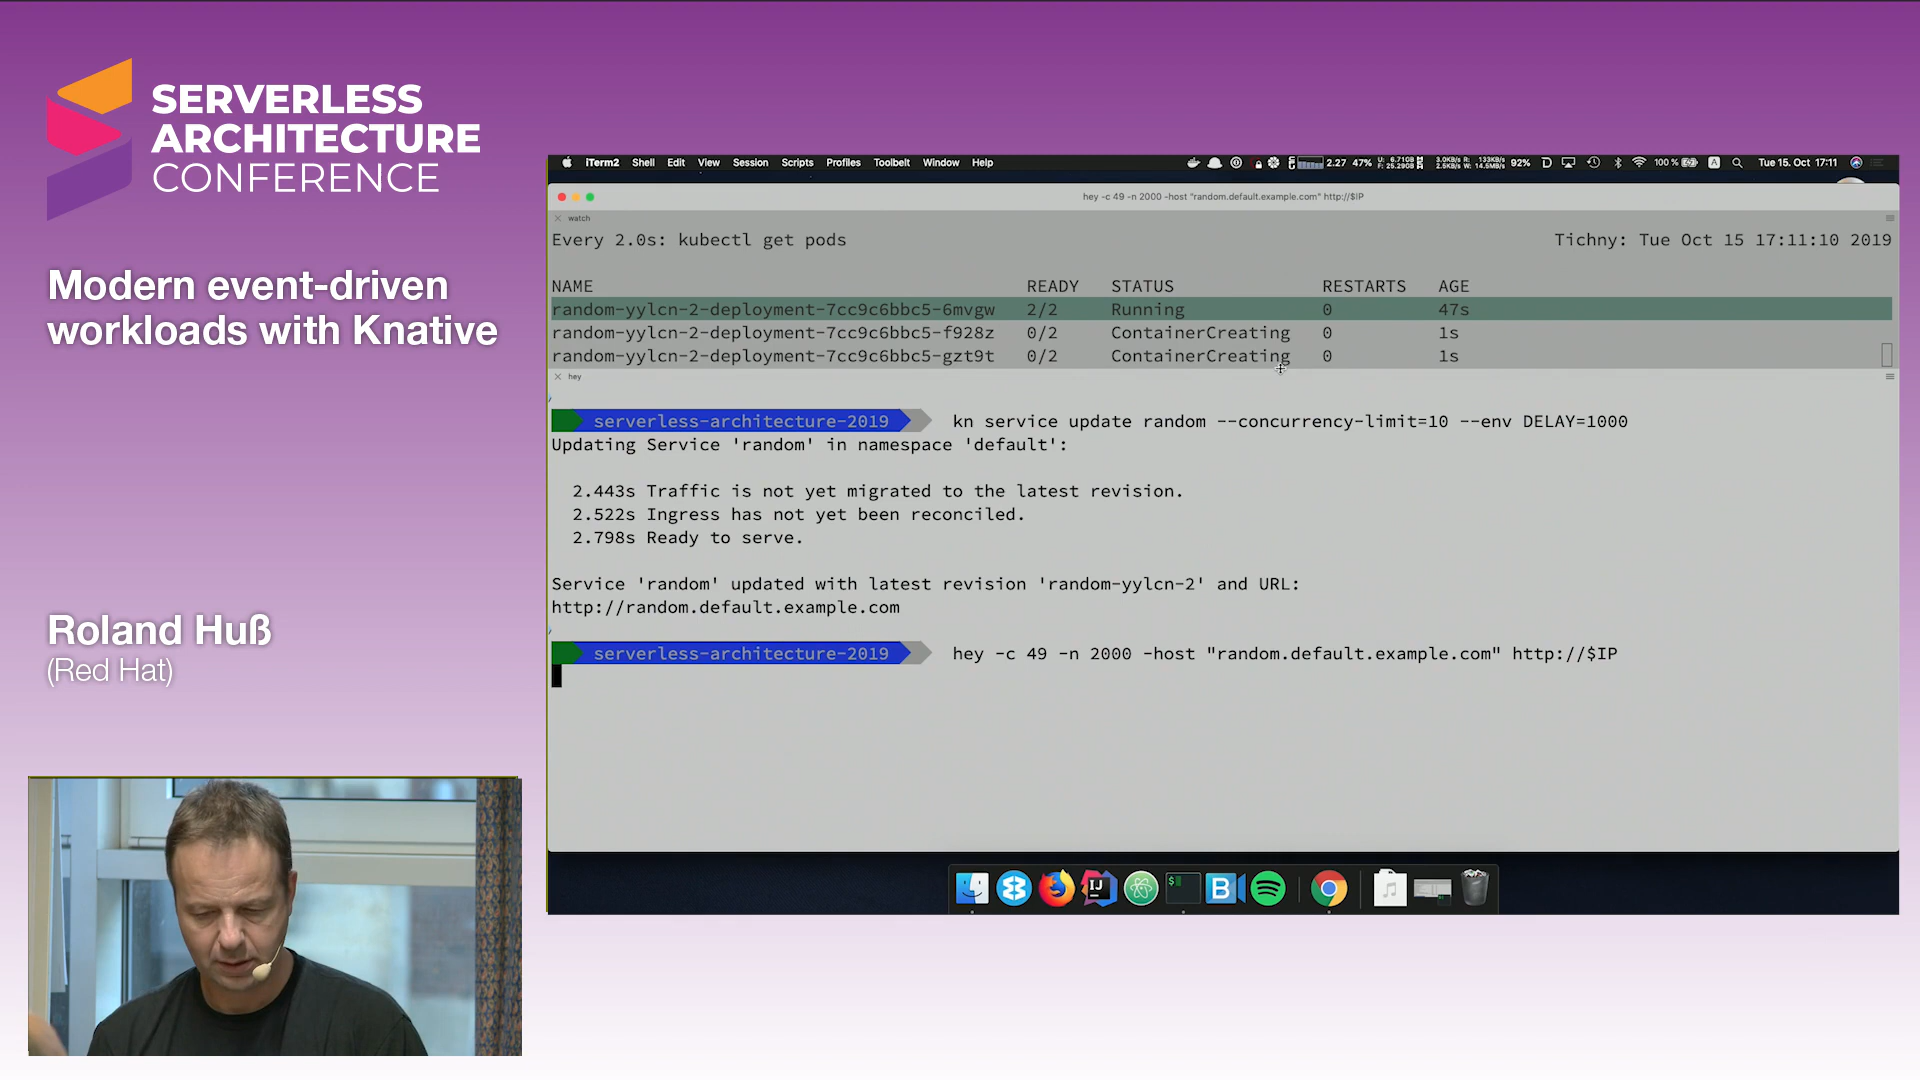 SERVERLESS
ARCHITECTURE
CONFERENCE
Modern event-driven
workloads with Knative
Roland Huß
(Red Hat)
iTerm2 Shell Edit View Session Scripts Profiles Toolbelt Window Help
2.27 47% 92% 100 % Tue 15. Oct 17:11
hey -c 49 -n 2000 -host "random.default.example.com" http://$IP
watch
Every 2.0s: kubectl get pods Tichny: Tue Oct 15 17:11:10 2019
NAME READY STATUS RESTARTS AGE
random-yylcn-2-deployment-7cc9c6bbc5-6mvgw 2/2 Running 0 47s
random-yylcn-2-deployment-7cc9c6bbc5-f928z 0/2 ContainerCreating 0 1s
random-yylcn-2-deployment-7cc9c6bbc5-gzt9t 0/2 ContainerCreating 0 1s
hey
serverless-architecture-2019 kn service update random --concurrency-limit=10 --env DELAY=1000
Updating Service 'random' in namespace 'default':
2.443s Traffic is not yet migrated to the latest revision.
2.522s Ingress has not yet been reconciled.
2.798s Ready to serve.
Service 'random' updated with latest revision 'random-yylcn-2' and URL:
http://random.default.example.com
serverless-architecture-2019 hey -c 49 -n 2000 -host "random.default.example.com" http://$IP